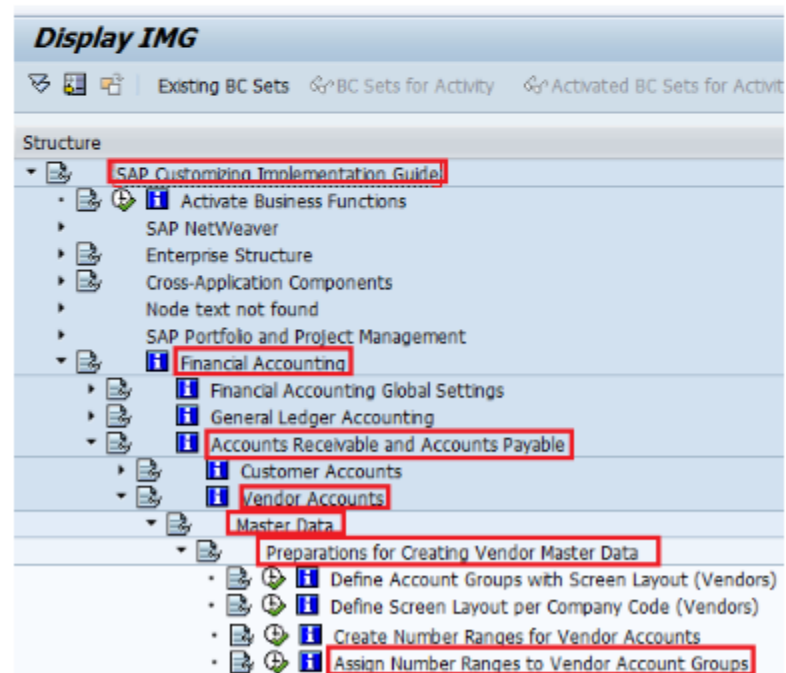 Display IMG
Existing BC Sets BC Sets for Activity Activated BC Sets for Activit
Structure
SAP Customizing Implementation Guide
Activate Business Functions
SAP NetWeaver
Enterprise Structure
Cross-Application Components
Node text not found
SAP Portfolio and Project Management
Financial Accounting
Financial Accounting Global Settings
General Ledger Accounting
Accounts Receivable and Accounts Payable
Customer Accounts
Vendor Accounts
Master Data
Preparations for Creating Vendor Master Data
Define Account Groups with Screen Layout (Vendors)
Define Screen Layout per Company Code (Vendors)
Create Number Ranges for Vendor Accounts
Assign Number Ranges to Vendor Account Groups